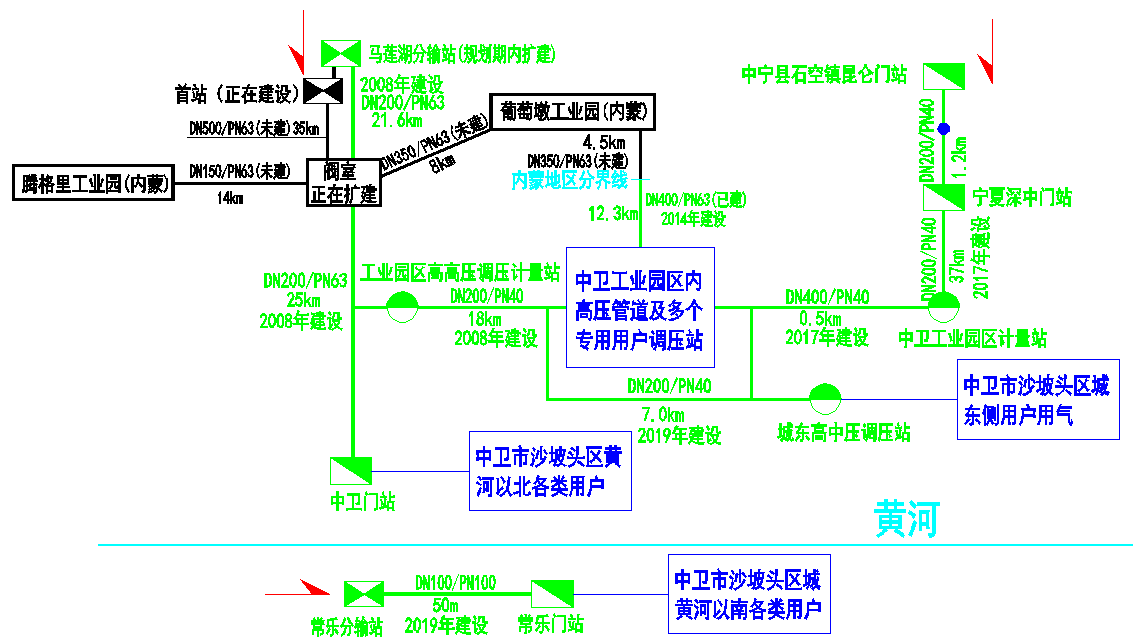 马莲湖分输站(规划期内扩建)
首站（正在建设）
2008年建设
DN200/PN63
21.6km
DN500/PN63(未建)35km
腾格里工业园(内蒙)
DN150/PN63(未建)
14km
阀室
正在扩建
DN350/PN63(未建)
8km
葡萄墩工业园(内蒙)
4.5km
DN350/PN63(未建)
内蒙地区分界线
12.3km
DN400/PN63(已建)
2014年建设
中宁县石空镇昆仑门站
DN200/PN40
1.2km
宁夏深中门站
DN200/PN40
37km
2017年建设
DN200/PN63
25km
2008年建设
工业园区高高压调压计量站
DN200/PN40
18km
2008年建设
中卫工业园区内
高压管道及多个
专用用户调压站
DN400/PN40
0.5km
2017年建设
中卫工业园区计量站
DN200/PN40
7.0km
2019年建设
城东高中压调压站
中卫市沙坡头区城
东侧用户用气
中卫门站
中卫市沙坡头区黄
河以北各类用户
黄河
常乐分输站
DN100/PN100
50m
2019年建设
常乐门站
中卫市沙坡头区城
黄河以南各类用户